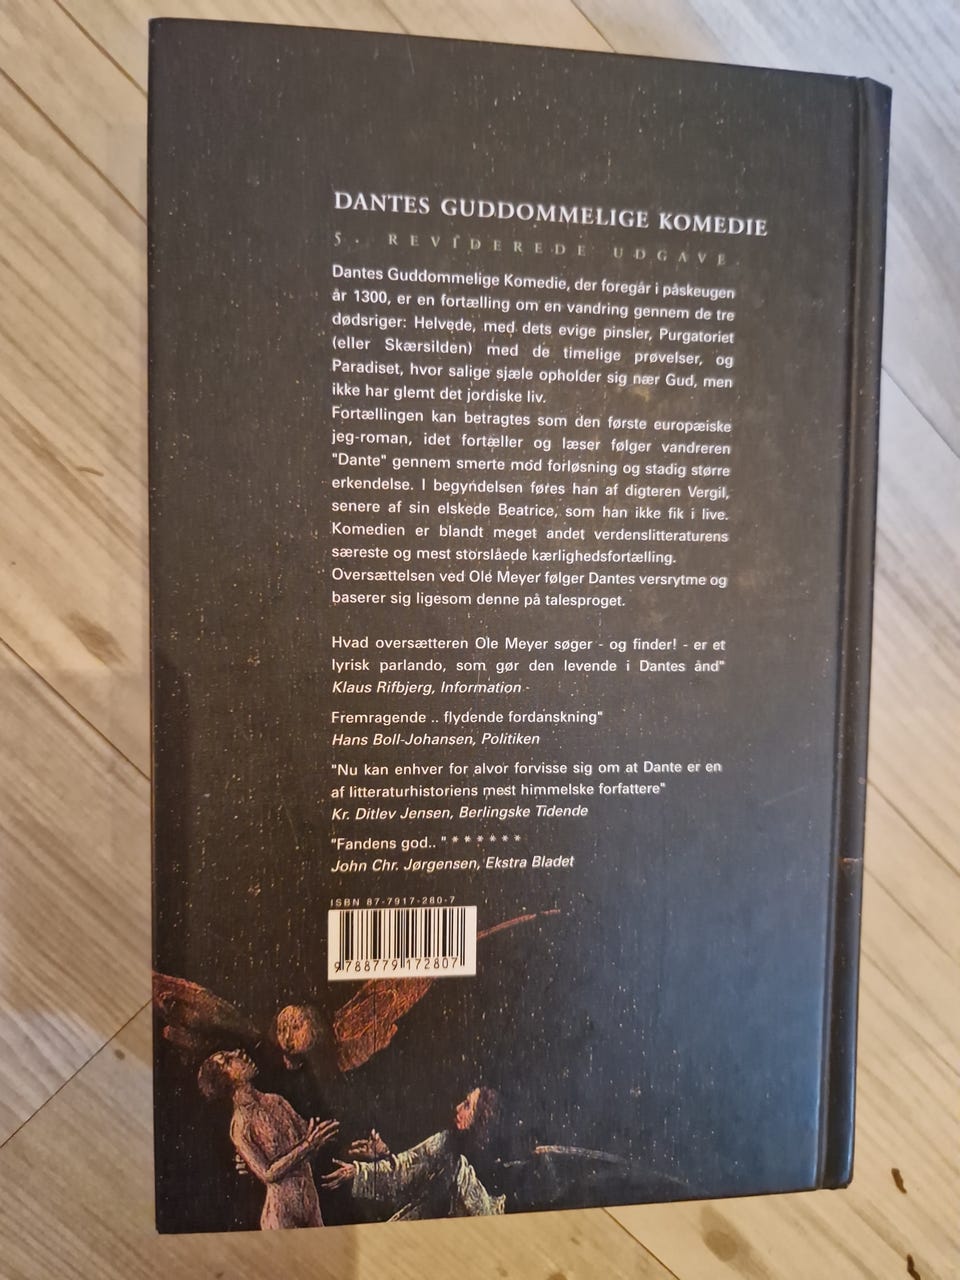 DANTES GUDDOMMELIGE KOMEDIE
5. REVIDEREDE UDGAVE
Dantes Guddommelige Komedie, der foregår i påskeugen
år 1300, er en fortælling om en vandring gennem de tre
dødsriger: Helvede, med dets evige pinsler, Purgatoriet
(eller Skærsilden) med de timelige prøvelser, og
Paradiset, hvor salige sjæle opholder sig nær Gud, men
ikke har glemt det jordiske liv.
Fortællingen kan betragtes som den første europæiske
jeg-roman, idet fortæller og læser følger vandreren
"Dante" gennem smerte mod forløsning og stadig større
erkendelse. I begyndelsen føres han af digteren Vergil,
senere af sin elskede Beatrice, som han ikke fik i live.
Komedien er blandt meget andet verdenslitteraturens
særeste og mest storslåede kærlighedsfortælling.
Oversættelsen ved Ole Meyer følger Dantes versrytme og
baserer sig ligesom denne på talesproget.
Hvad oversætteren Ole Meyer søger - og finder! - er et
lyrisk parlando, som gør den levende i Dantes ånd"
Klaus Rifbjerg, Information
Fremragende .. flydende fordanskning"
Hans Boll-Johansen, Politiken
"Nu kan enhver for alvor forvisse sig om at Dante er en
af litteraturhistoriens mest himmelske forfattere"
Kr. Ditlev Jensen, Berlingske Tidende
"Fandens god.. " * * * * * *
John Chr. Jørgensen, Ekstra Bladet
ISBN 87-7917-280-7
9788779172807